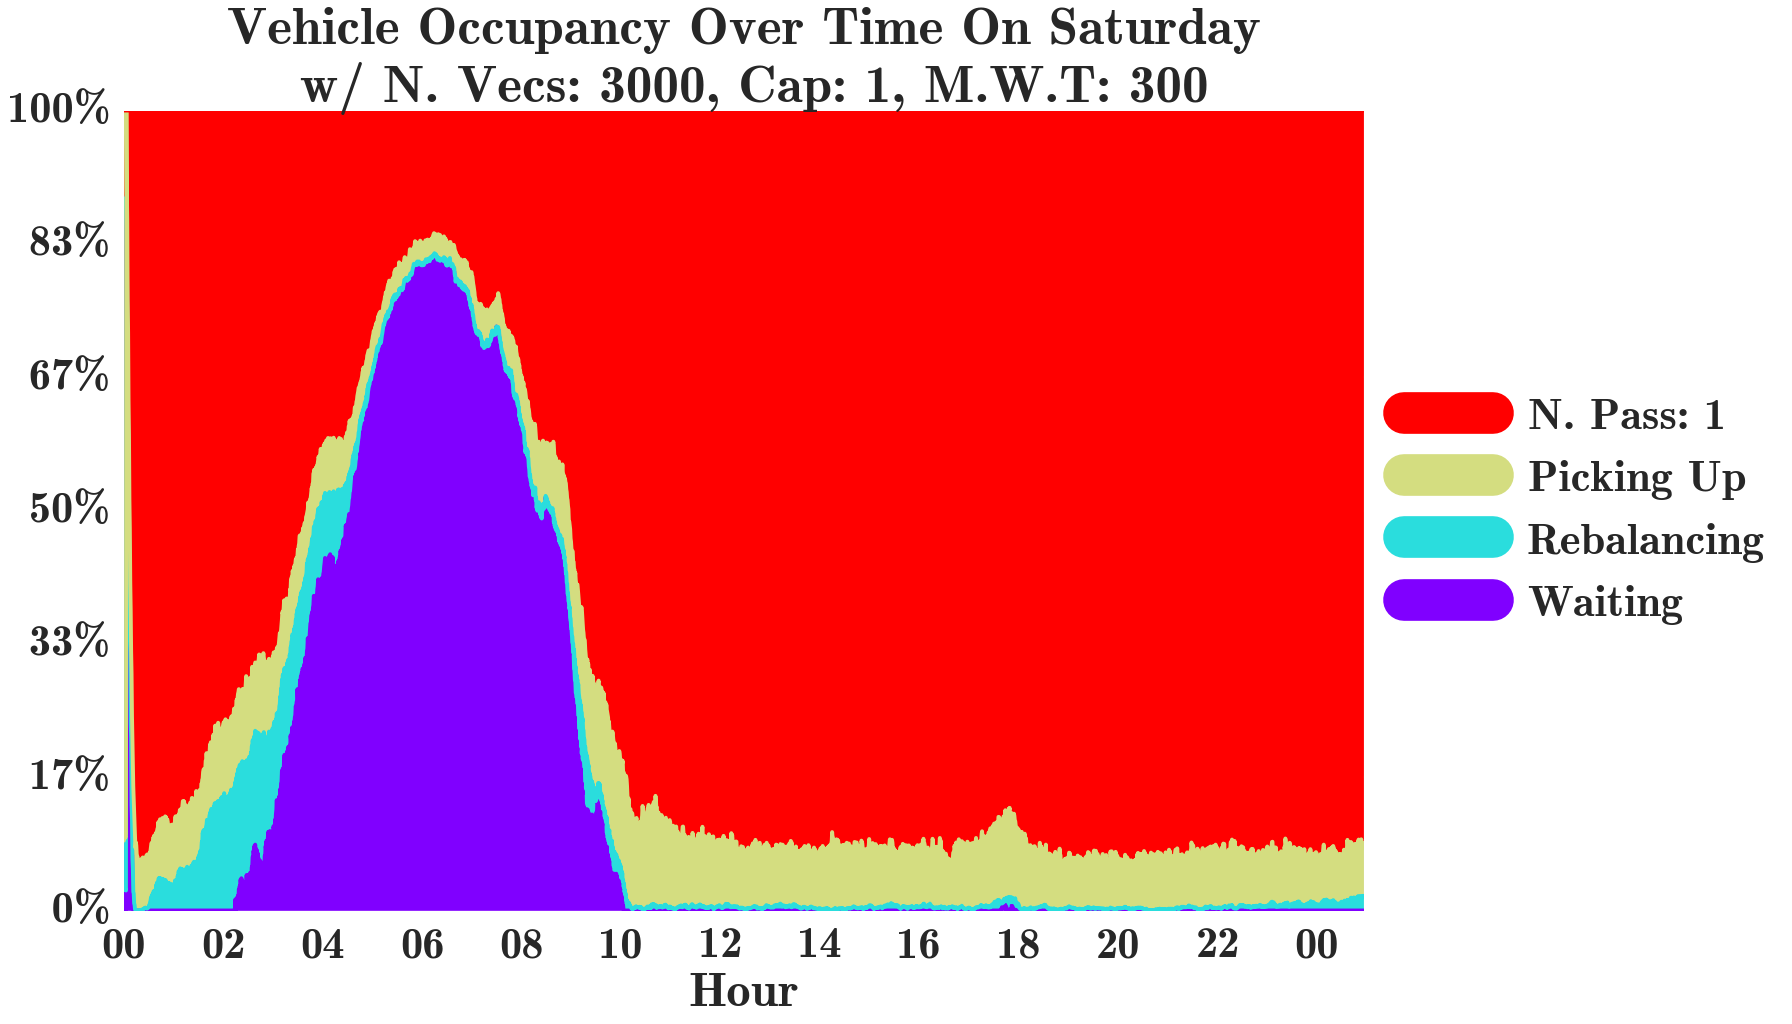 Vehicle Occupancy Over Time On Saturday
w/ N. Vecs: 3000, Cap: 1, M.W.T: 300
100%
83%
67%
50%
33%
17%
0%
00 02 04 06 08 10 12 14 16 18 20 22 00
Hour
N. Pass: 1
Picking Up
Rebalancing
Waiting